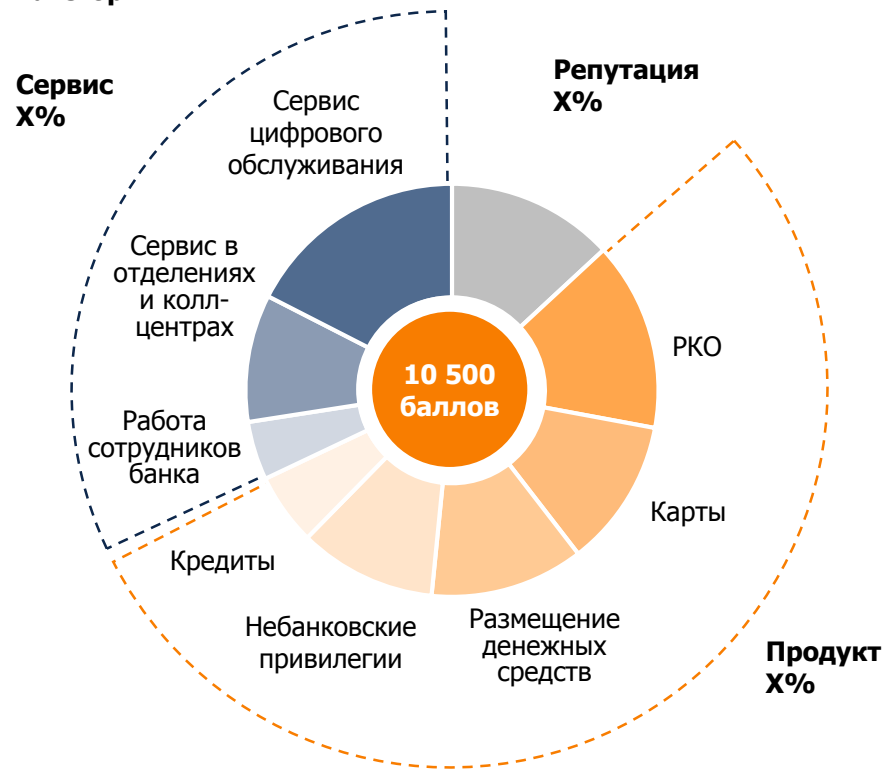 Сервис
X%
Репутация
X%
Сервис
цифрового
обслуживания
Сервис в
отделениях
и колл-
центрах
РКО
10 500
баллов
Работа
сотрудников
банка
Карты
Кредиты
Небанковские
привилегии
Размещение
денежных
средств
Продукт
X%